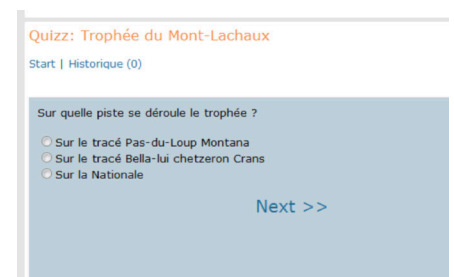 Quizz: Trophée du Mont-Lachaux
Start | Historique (0)
Sur quelle piste se déroule le trophée ?
Sur le tracé Pas-du-Loup Montana
Sur le tracé Bella-lui chetzeron Crans
Sur la Nationale
Next >>